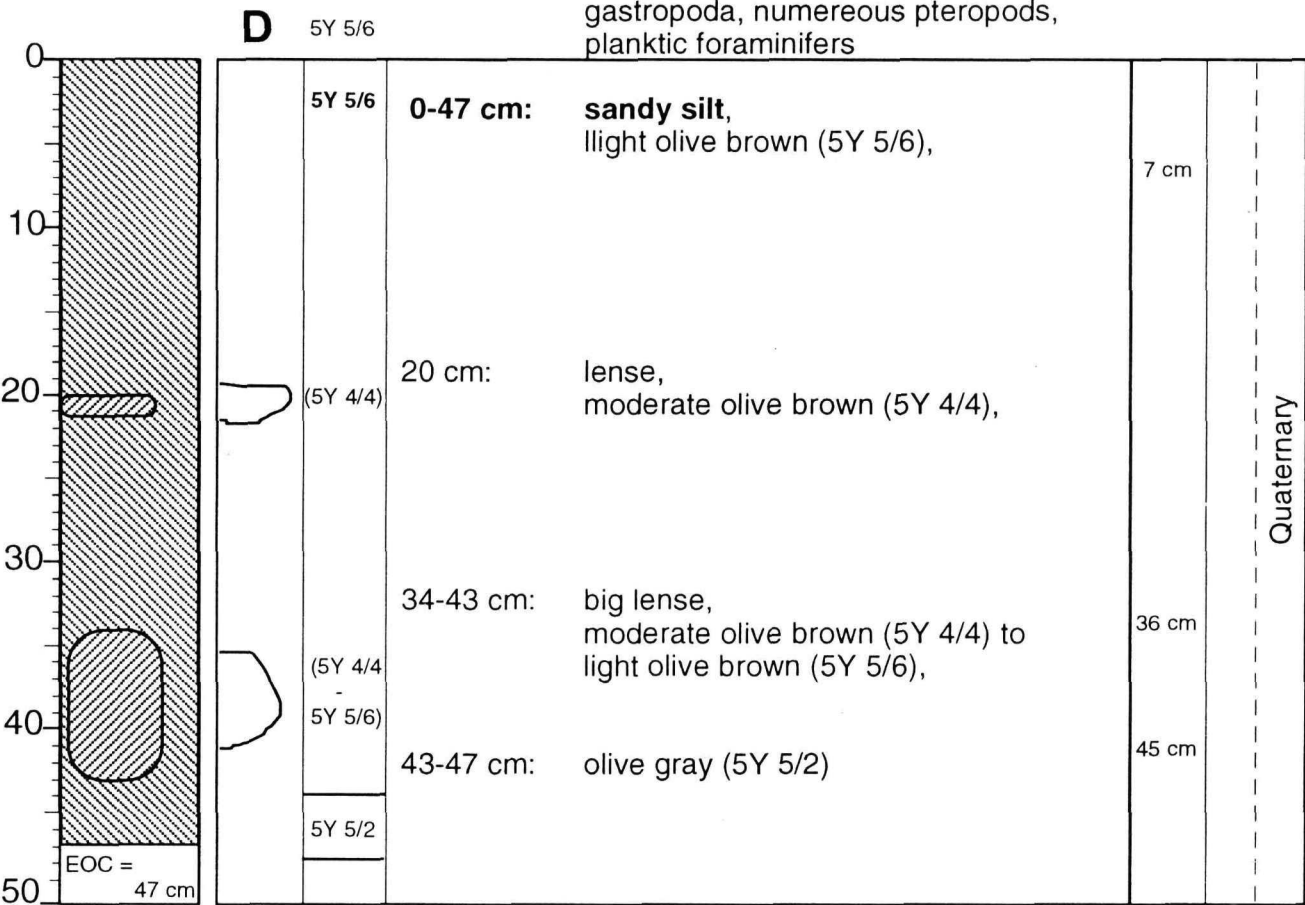 gastropoda, numereous pteropods,
D 5Y 5/6 planktic foraminifers
0
5Y 5/6 0-47 cm: sandy silt,
llight olive brown (5Y 5/6),
7 cm
10
20 cm: lense,
20 (5Y 4/4) moderate olive brown (5Y 4/4),
Quaternary
30
34-43 cm: big lense,
36 cm
moderate olive brown (5Y 4/4) to
(5Y 4/4 light olive brown (5Y 5/6),
-
5Y 5/6)
40
45 cm
43-47 cm: olive gray (5Y 5/2)
5Y 5/2
EOC =
47 cm
50